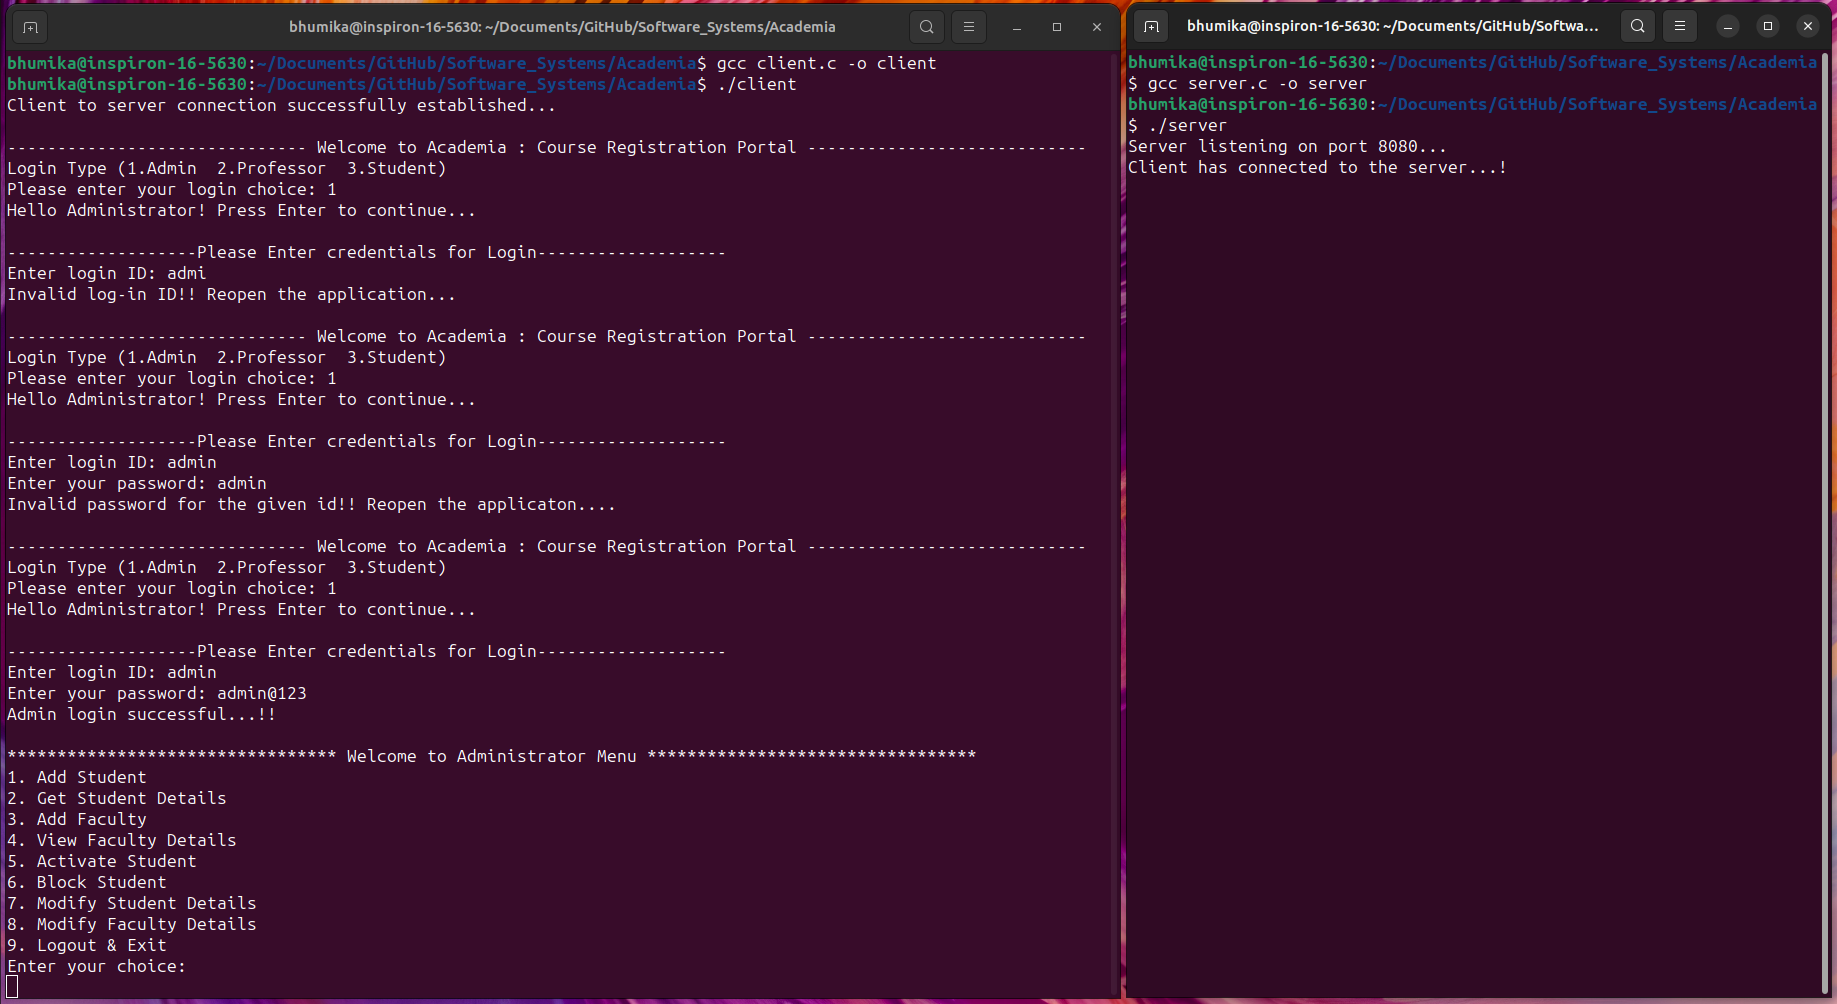 bhumika@inspiron-16-5630: ~/Documents/GitHub/Software_Systems/Academia
bhumika@inspiron-16-5630:~/Documents/GitHub/Software_Systems/Academia$ gcc client.c -o client
bhumika@inspiron-16-5630:~/Documents/GitHub/Software_Systems/Academia$ ./client
Client to server connection successfully established...
------------------------------ Welcome to Academia : Course Registration Portal ----------------------------
Login Type (1.Admin  2.Professor  3.Student)
Please enter your login choice: 1
Hello Administrator! Press Enter to continue...
-------------------Please Enter credentials for Login-------------------
Enter login ID: admi
Invalid log-in ID!! Reopen the application...
------------------------------ Welcome to Academia : Course Registration Portal ----------------------------
Login Type (1.Admin  2.Professor  3.Student)
Please enter your login choice: 1
Hello Administrator! Press Enter to continue...
-------------------Please Enter credentials for Login-------------------
Enter login ID: admin
Enter your password: admin
Invalid password for the given id!! Reopen the applicaton....
------------------------------ Welcome to Academia : Course Registration Portal ----------------------------
Login Type (1.Admin  2.Professor  3.Student)
Please enter your login choice: 1
Hello Administrator! Press Enter to continue...
-------------------Please Enter credentials for Login-------------------
Enter login ID: admin
Enter your password: admin@123
Admin login successful...!!
********************************* Welcome to Administrator Menu *********************************
1. Add Student
2. Get Student Details
3. Add Faculty
4. View Faculty Details
5. Activate Student
6. Block Student
7. Modify Student Details
8. Modify Faculty Details
9. Logout & Exit
Enter your choice:
bhumika@inspiron-16-5630: ~/Documents/GitHub/Softwa...
bhumika@inspiron-16-5630:~/Documents/GitHub/Software_Systems/Academia
$ gcc server.c -o server
bhumika@inspiron-16-5630:~/Documents/GitHub/Software_Systems/Academia
$ ./server
Server listening on port 8080...
Client has connected to the server...!